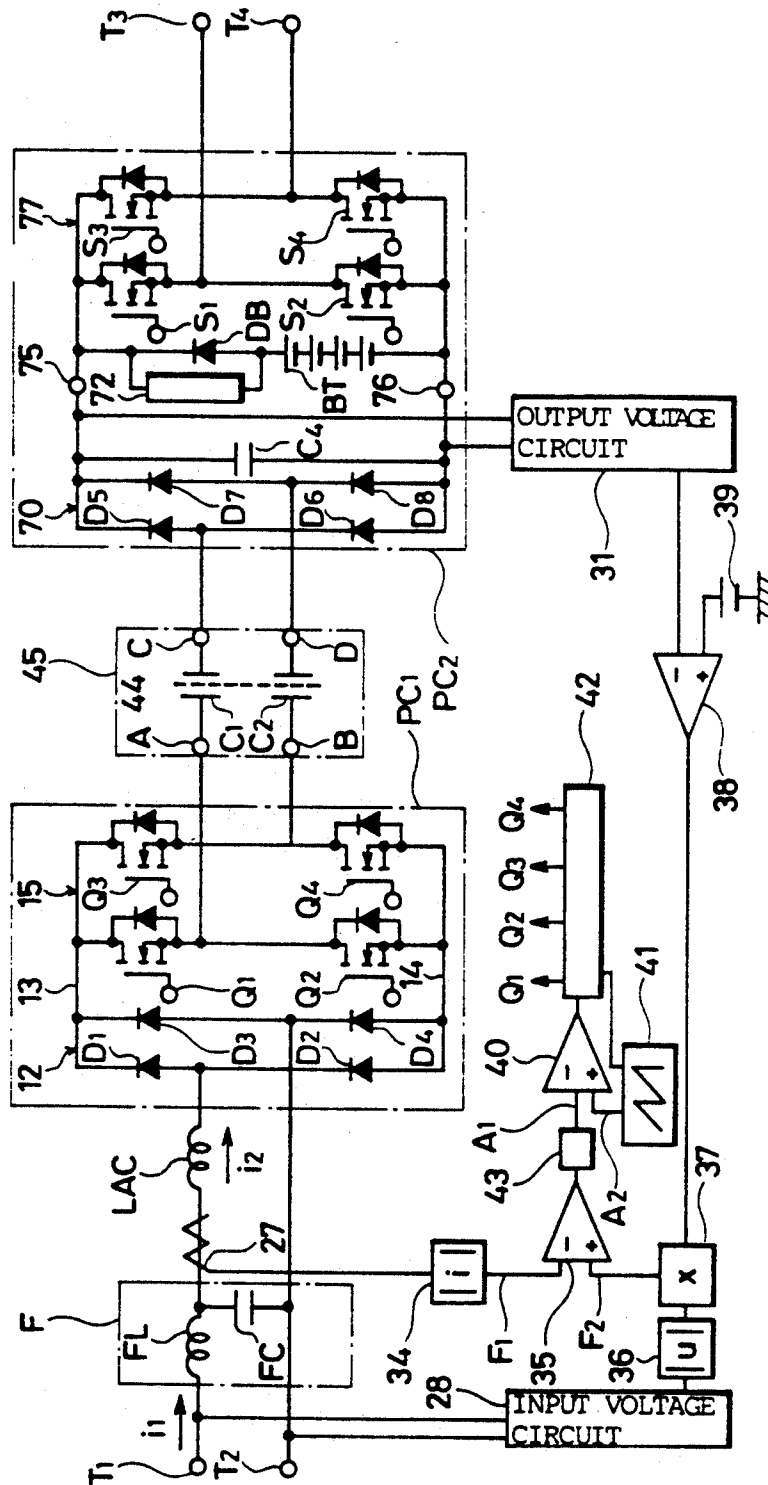 T1
T2
i1
F
FL
FC
27
LAC
i2
12
13
15
D1
D3
D2
D4
Q1
Q2
Q3
Q4
14
PC1
PC2
45
44
A
B
C
D
C1
C2
70
D5
D7
D6
D8
C4
75
76
72
DB
BT
77
S1
S2
S3
S4
T3
T4
28
INPUT VOLTAGE
CIRCUIT
36
|u|
37
X
34
|i|
F1
F2
35
-
+
43
A1
A2
40
-
+
41
42
Q1
Q2
Q3
Q4
38
-
+
39
31
OUTPUT VOLTAGE
CIRCUIT